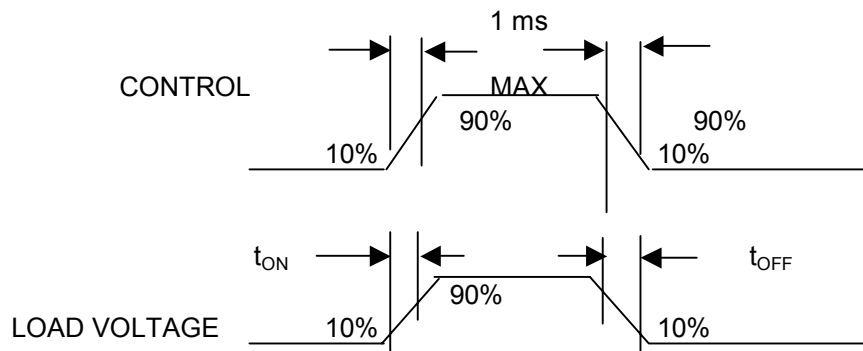 1 ms
CONTROL MAX
90% 90%
10% 10%
tON tOFF
90%
LOAD VOLTAGE 10% 10%